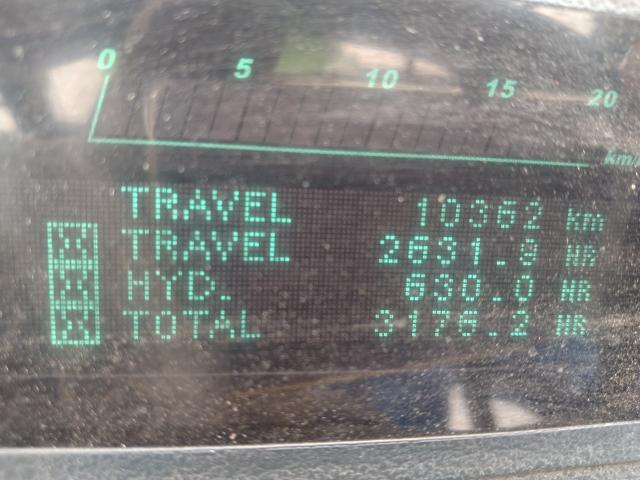 0 5 10 15 20
km/
TRAVEL 10362 km
TRAVEL 2631.9 HR
HYD. 630.0 HR
TOTAL 3176.2 HR